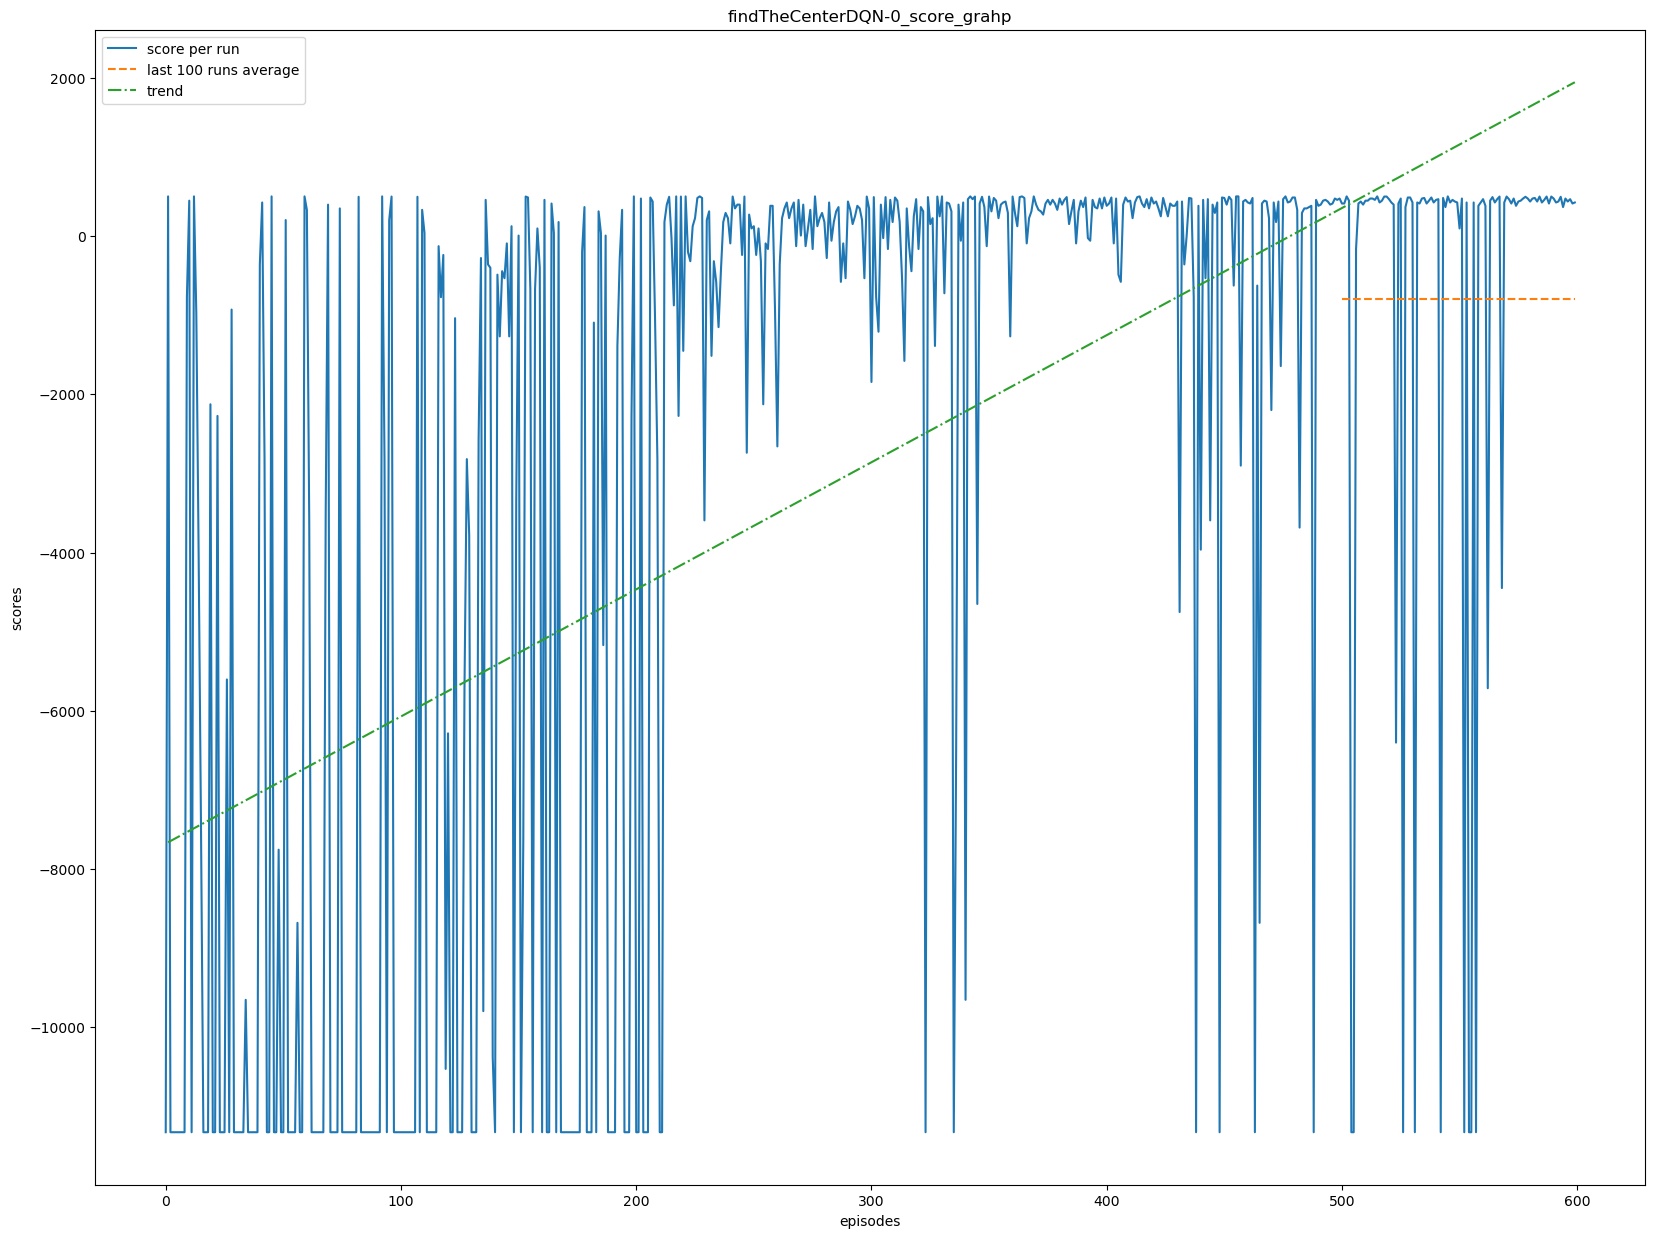 findTheCenterDQN-0_score_grahp
score per run
last 100 runs average
trend
2000
0
−2000
−4000
−6000
−8000
−10000
scores
0 100 200 300 400 500 600
episodes